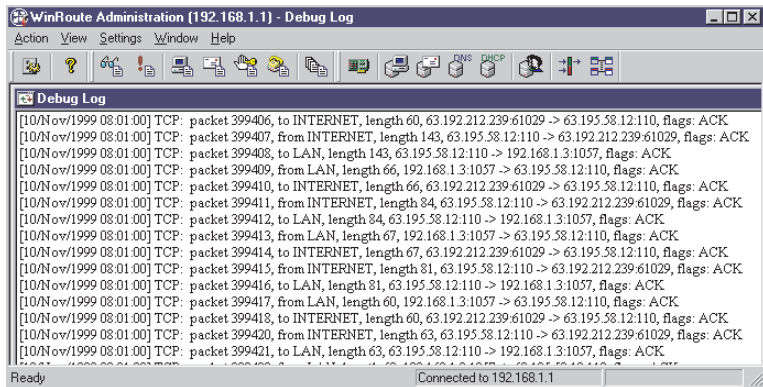 WinRoute Administration (192.168.1.1) - Debug Log
Action View Settings Window Help
DNS DHCP
Debug Log
[10/Nov/1999 08:01:00] TCP: packet 399406, to INTERNET, length 60, 63.192.212.239:61029 -> 63.195.58.12:110, flags: ACK
[10/Nov/1999 08:01:00] TCP: packet 399407, from INTERNET, length 143, 63.195.58.12:110 -> 63.192.212.239:61029, flags: ACK
[10/Nov/1999 08:01:00] TCP: packet 399408, to LAN, length 143, 63.195.58.12:110 -> 192.168.1.3:1057, flags: ACK
[10/Nov/1999 08:01:00] TCP: packet 399409, from LAN, length 66, 192.168.1.3:1057 -> 63.195.58.12:110, flags: ACK
[10/Nov/1999 08:01:00] TCP: packet 399410, to INTERNET, length 66, 63.192.212.239:61029 -> 63.195.58.12:110, flags: ACK
[10/Nov/1999 08:01:00] TCP: packet 399411, from INTERNET, length 84, 63.195.58.12:110 -> 63.192.212.239:61029, flags: ACK
[10/Nov/1999 08:01:00] TCP: packet 399412, to LAN, length 84, 63.195.58.12:110 -> 192.168.1.3:1057, flags: ACK
[10/Nov/1999 08:01:00] TCP: packet 399413, from LAN, length 67, 192.168.1.3:1057 -> 63.195.58.12:110, flags: ACK
[10/Nov/1999 08:01:00] TCP: packet 399414, to INTERNET, length 67, 63.192.212.239:61029 -> 63.195.58.12:110, flags: ACK
[10/Nov/1999 08:01:00] TCP: packet 399415, from INTERNET, length 81, 63.195.58.12:110 -> 63.192.212.239:61029, flags: ACK
[10/Nov/1999 08:01:00] TCP: packet 399416, to LAN, length 81, 63.195.58.12:110 -> 192.168.1.3:1057, flags: ACK
[10/Nov/1999 08:01:00] TCP: packet 399417, from LAN, length 60, 192.168.1.3:1057 -> 63.195.58.12:110, flags: ACK
[10/Nov/1999 08:01:00] TCP: packet 399418, to INTERNET, length 60, 63.192.212.239:61029 -> 63.195.58.12:110, flags: ACK
[10/Nov/1999 08:01:00] TCP: packet 399420, from INTERNET, length 63, 63.195.58.12:110 -> 63.192.212.239:61029, flags: ACK
[10/Nov/1999 08:01:00] TCP: packet 399421, to LAN, length 63, 63.195.58.12:110 -> 192.168.1.3:1057, flags: ACK
Ready
Connected to 192.168.1.1